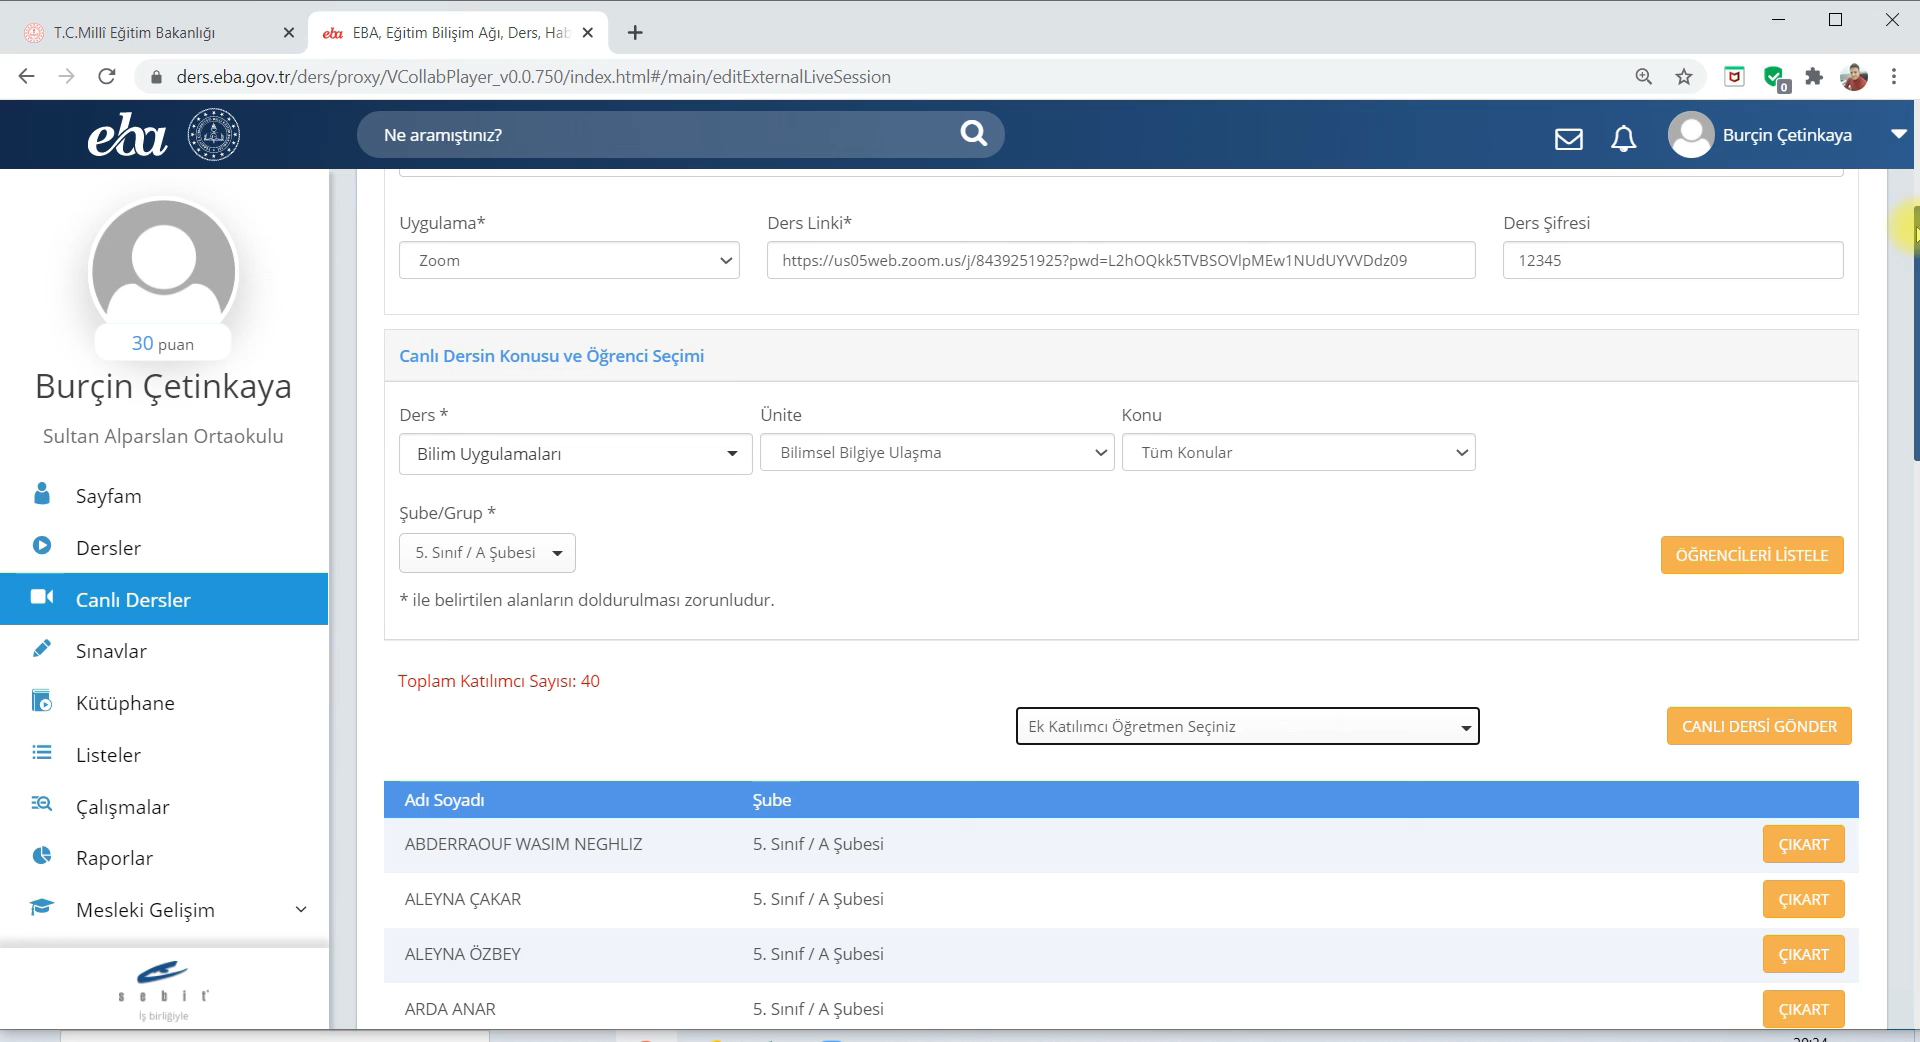 T.C.Millî Eğitim Bakanlığı
eba EBA, Eğitim Bilişim Ağı, Ders, Hab
ders.eba.gov.tr/ders/proxy/VCollabPlayer_v0.0.750/index.html#/main/editExternalLiveSession
0
eba
Ne aramıştınız?
Burçin Çetinkaya
30 puan
Burçin Çetinkaya
Sultan Alparslan Ortaokulu
Sayfam
Dersler
Canlı Dersler
Sınavlar
Kütüphane
Listeler
Çalışmalar
Raporlar
Mesleki Gelişim
sebit
İş birliğiyle
Uygulama* Ders Linki* Ders Şifresi
Zoom https://us05web.zoom.us/j/8439251925?pwd=L2hOQkk5TVBSOVlpMEw1NUdUYVVDdz09 12345
Canlı Dersin Konusu ve Öğrenci Seçimi
Ders * Ünite Konu
Bilim Uygulamaları Bilimsel Bilgiye Ulaşma Tüm Konular
Şube/Grup *
5. Sınıf / A Şubesi ÖĞRENCİLERİ LİSTELE
* ile belirtilen alanların doldurulması zorunludur.
Toplam Katılımcı Sayısı: 40
Ek Katılımcı Öğretmen Seçiniz CANLI DERSİ GÖNDER
Adı Soyadı Şube
ABDERRAOUF WASIM NEGHLIZ 5. Sınıf / A Şubesi ÇIKART
ALEYNA ÇAKAR 5. Sınıf / A Şubesi ÇIKART
ALEYNA ÖZBEY 5. Sınıf / A Şubesi ÇIKART
ARDA ANAR 5. Sınıf / A Şubesi ÇIKART